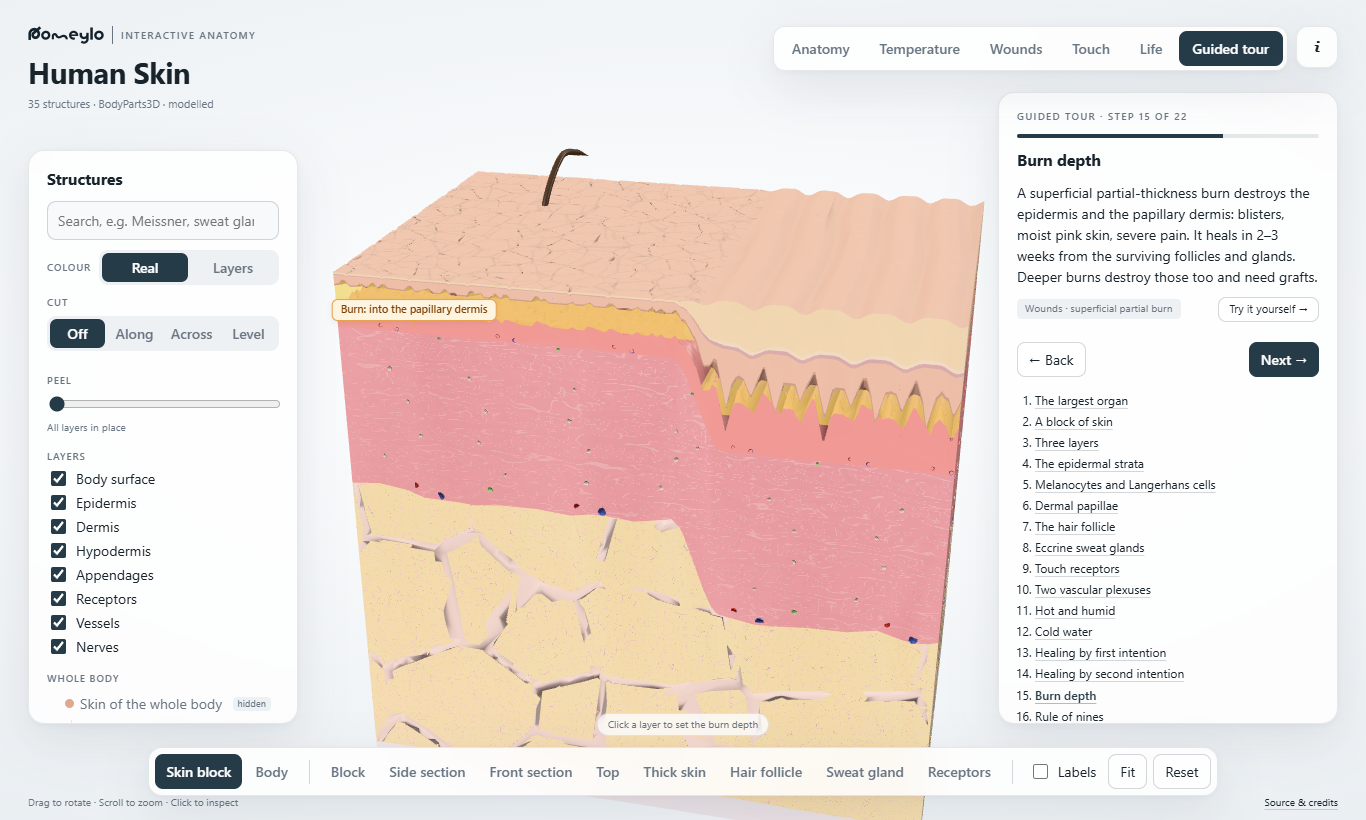 Pomeylo
INTERACTIVE ANATOMY
Human Skin
35 structures · BodyParts3D · modelled
Anatomy
Temperature
Wounds
Touch
Life
Guided tour
i
Structures
Search, e.g. Meissner, sweat glan
COLOUR
Real
Layers
CUT
Off
Along
Across
Level
PEEL
All layers in place
LAYERS
Body surface
Epidermis
Dermis
Hypodermis
Appendages
Receptors
Vessels
Nerves
WHOLE BODY
Skin of the whole body
hidden
Burn: into the papillary dermis
Click a layer to set the burn depth
GUIDED TOUR · STEP 15 OF 22
Burn depth
A superficial partial-thickness burn destroys the
epidermis and the papillary dermis: blisters,
moist pink skin, severe pain. It heals in 2–3
weeks from the surviving follicles and glands.
Deeper burns destroy those too and need grafts.
Wounds · superficial partial burn
Try it yourself →
← Back
Next →
1. The largest organ
2. A block of skin
3. Three layers
4. The epidermal strata
5. Melanocytes and Langerhans cells
6. Dermal papillae
7. The hair follicle
8. Eccrine sweat glands
9. Touch receptors
10. Two vascular plexuses
11. Hot and humid
12. Cold water
13. Healing by first intention
14. Healing by second intention
15. Burn depth
16. Rule of nines
Skin block
Body
Block
Side section
Front section
Top
Thick skin
Hair follicle
Sweat gland
Receptors
Labels
Fit
Reset
Drag to rotate · Scroll to zoom · Click to inspect
Source & credits